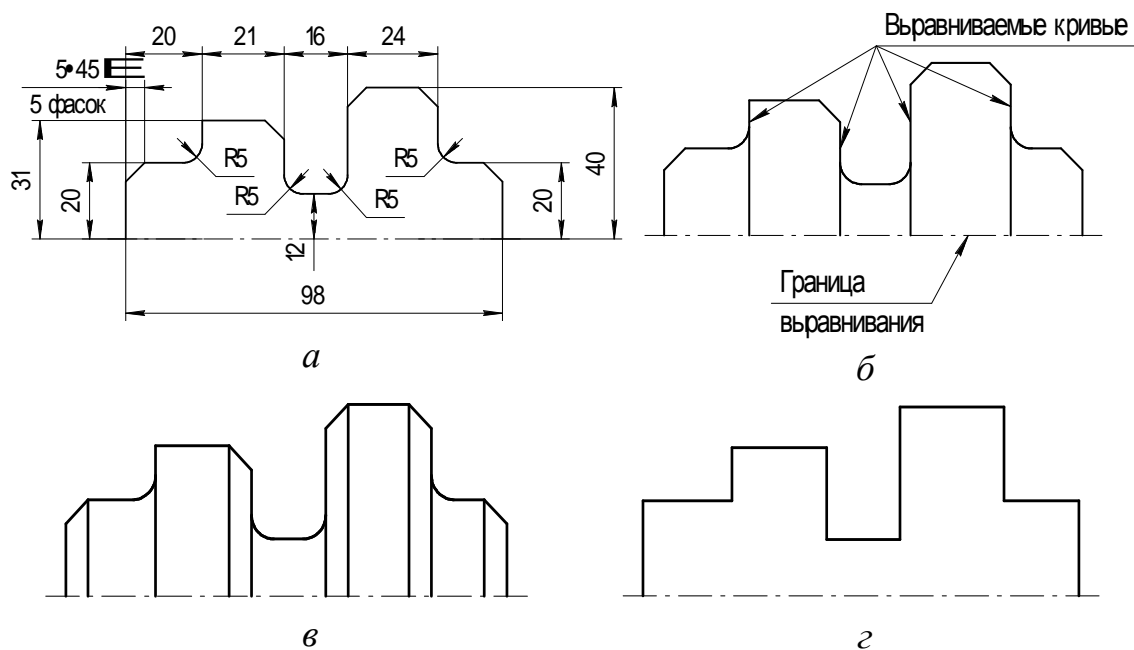 20
21
16
24
5•45
5 фасок
31
20
R5
R5
R5
R5
12
20
40
98
а
Выравниваемые кривые
Граница
выравнивания
б
в
г